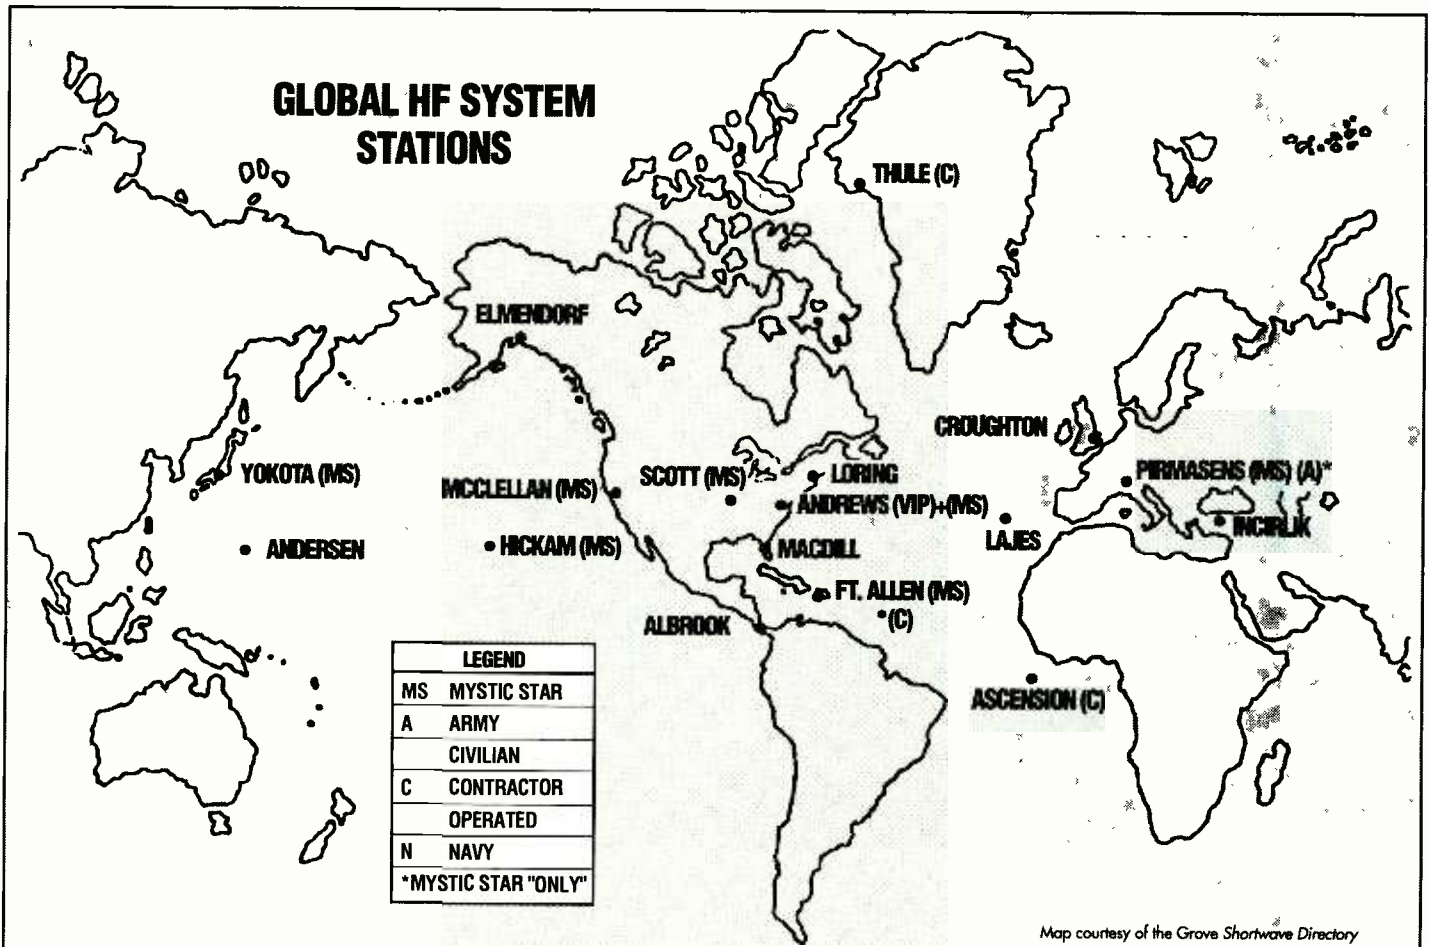 GLOBAL HF SYSTEM
STATIONS
THULE (C)
ELMENDORF
CROUGHTON
YOKOTA (MS)
MCCLELLAN (MS)
SCOTT (MS)
LORING
PIRMASENS (MS) (A)*
ANDREWS (VIP)+(MS)
LAJES
INCIRLIK
ANDERSEN
HICKAM (MS)
MACDILL
FT. ALLEN (MS)
*(C)
ALBROOK
ASCENSION (C)
LEGEND
MS MYSTIC STAR
A ARMY
CIVILIAN
C CONTRACTOR
OPERATED
N NAVY
*MYSTIC STAR "ONLY"
Map courtesy of the Grove Shortwave Directory